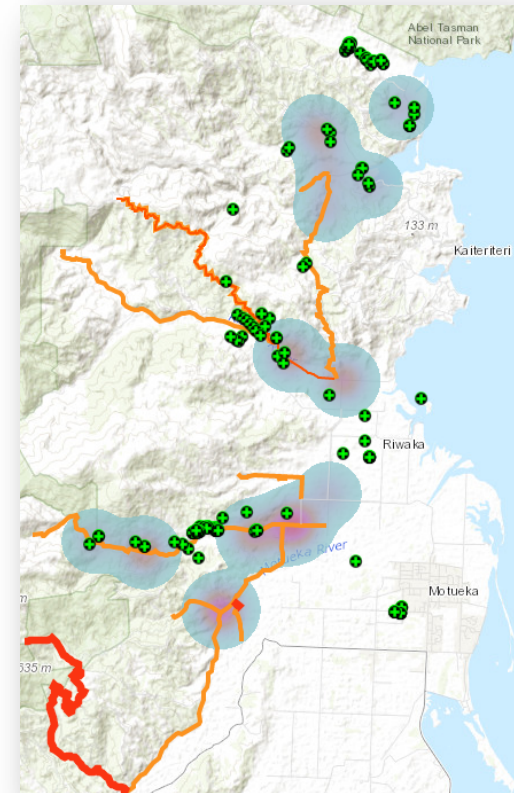 Abel Tasman
National Park
133 m
Kaiteriteri
Riwaka
Motueka River
Motueka
m
635 m